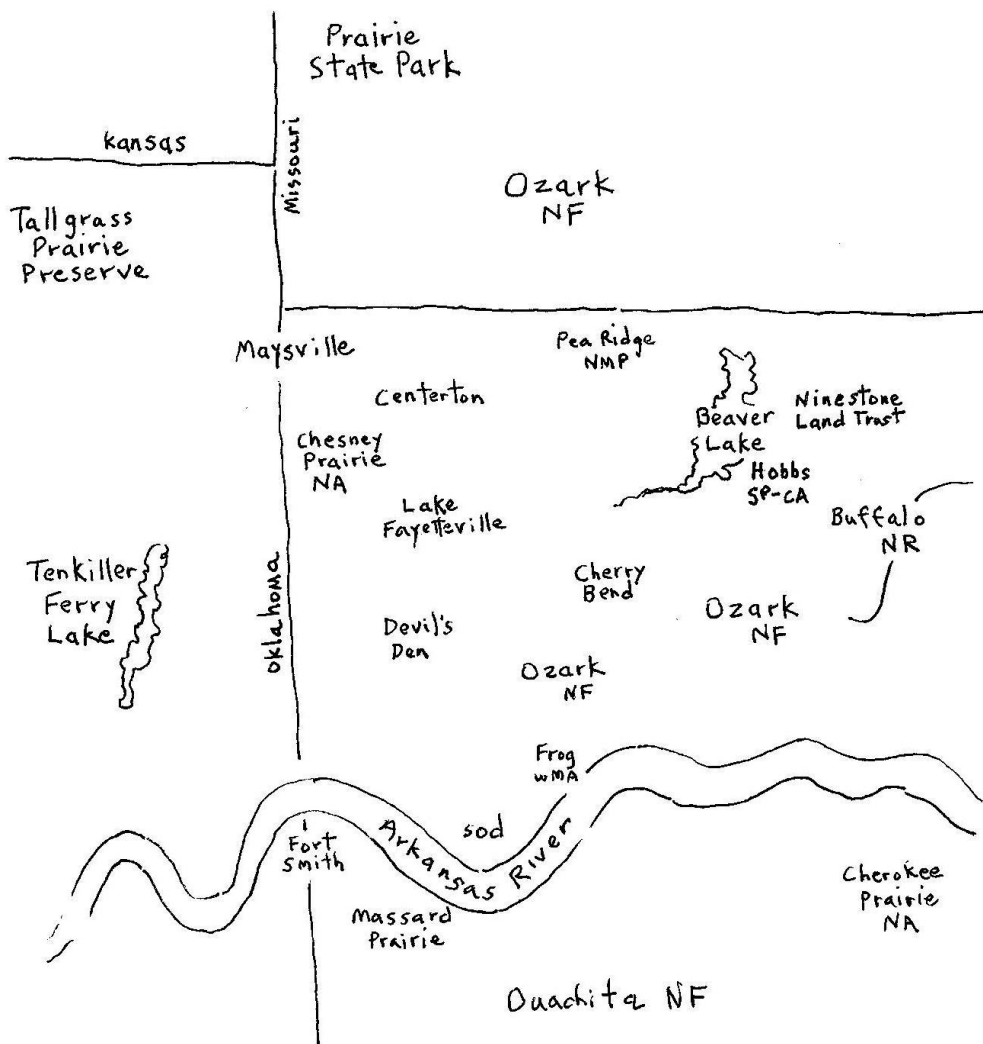 Prairie
State Park
Kansas
Missouri
Ozark
NF
Tallgrass
Prairie
Preserve
Maysville
Pea Ridge
NMP
Centerton
Beaver
Lake
Ninestone
Land Trust
Chesney
Prairie
NA
Hobbs
SP-CA
Lake
Fayetteville
Buffalo
NR
Tenkiller
Ferry
Lake
Oklahoma
Cherry
Bend
Ozark
NF
Devil's
Den
Ozark
NF
Frog
WMA
sod
Arkansas River
Fort
Smith
Massard
Prairie
Cherokee
Prairie
NA
Ouachita NF